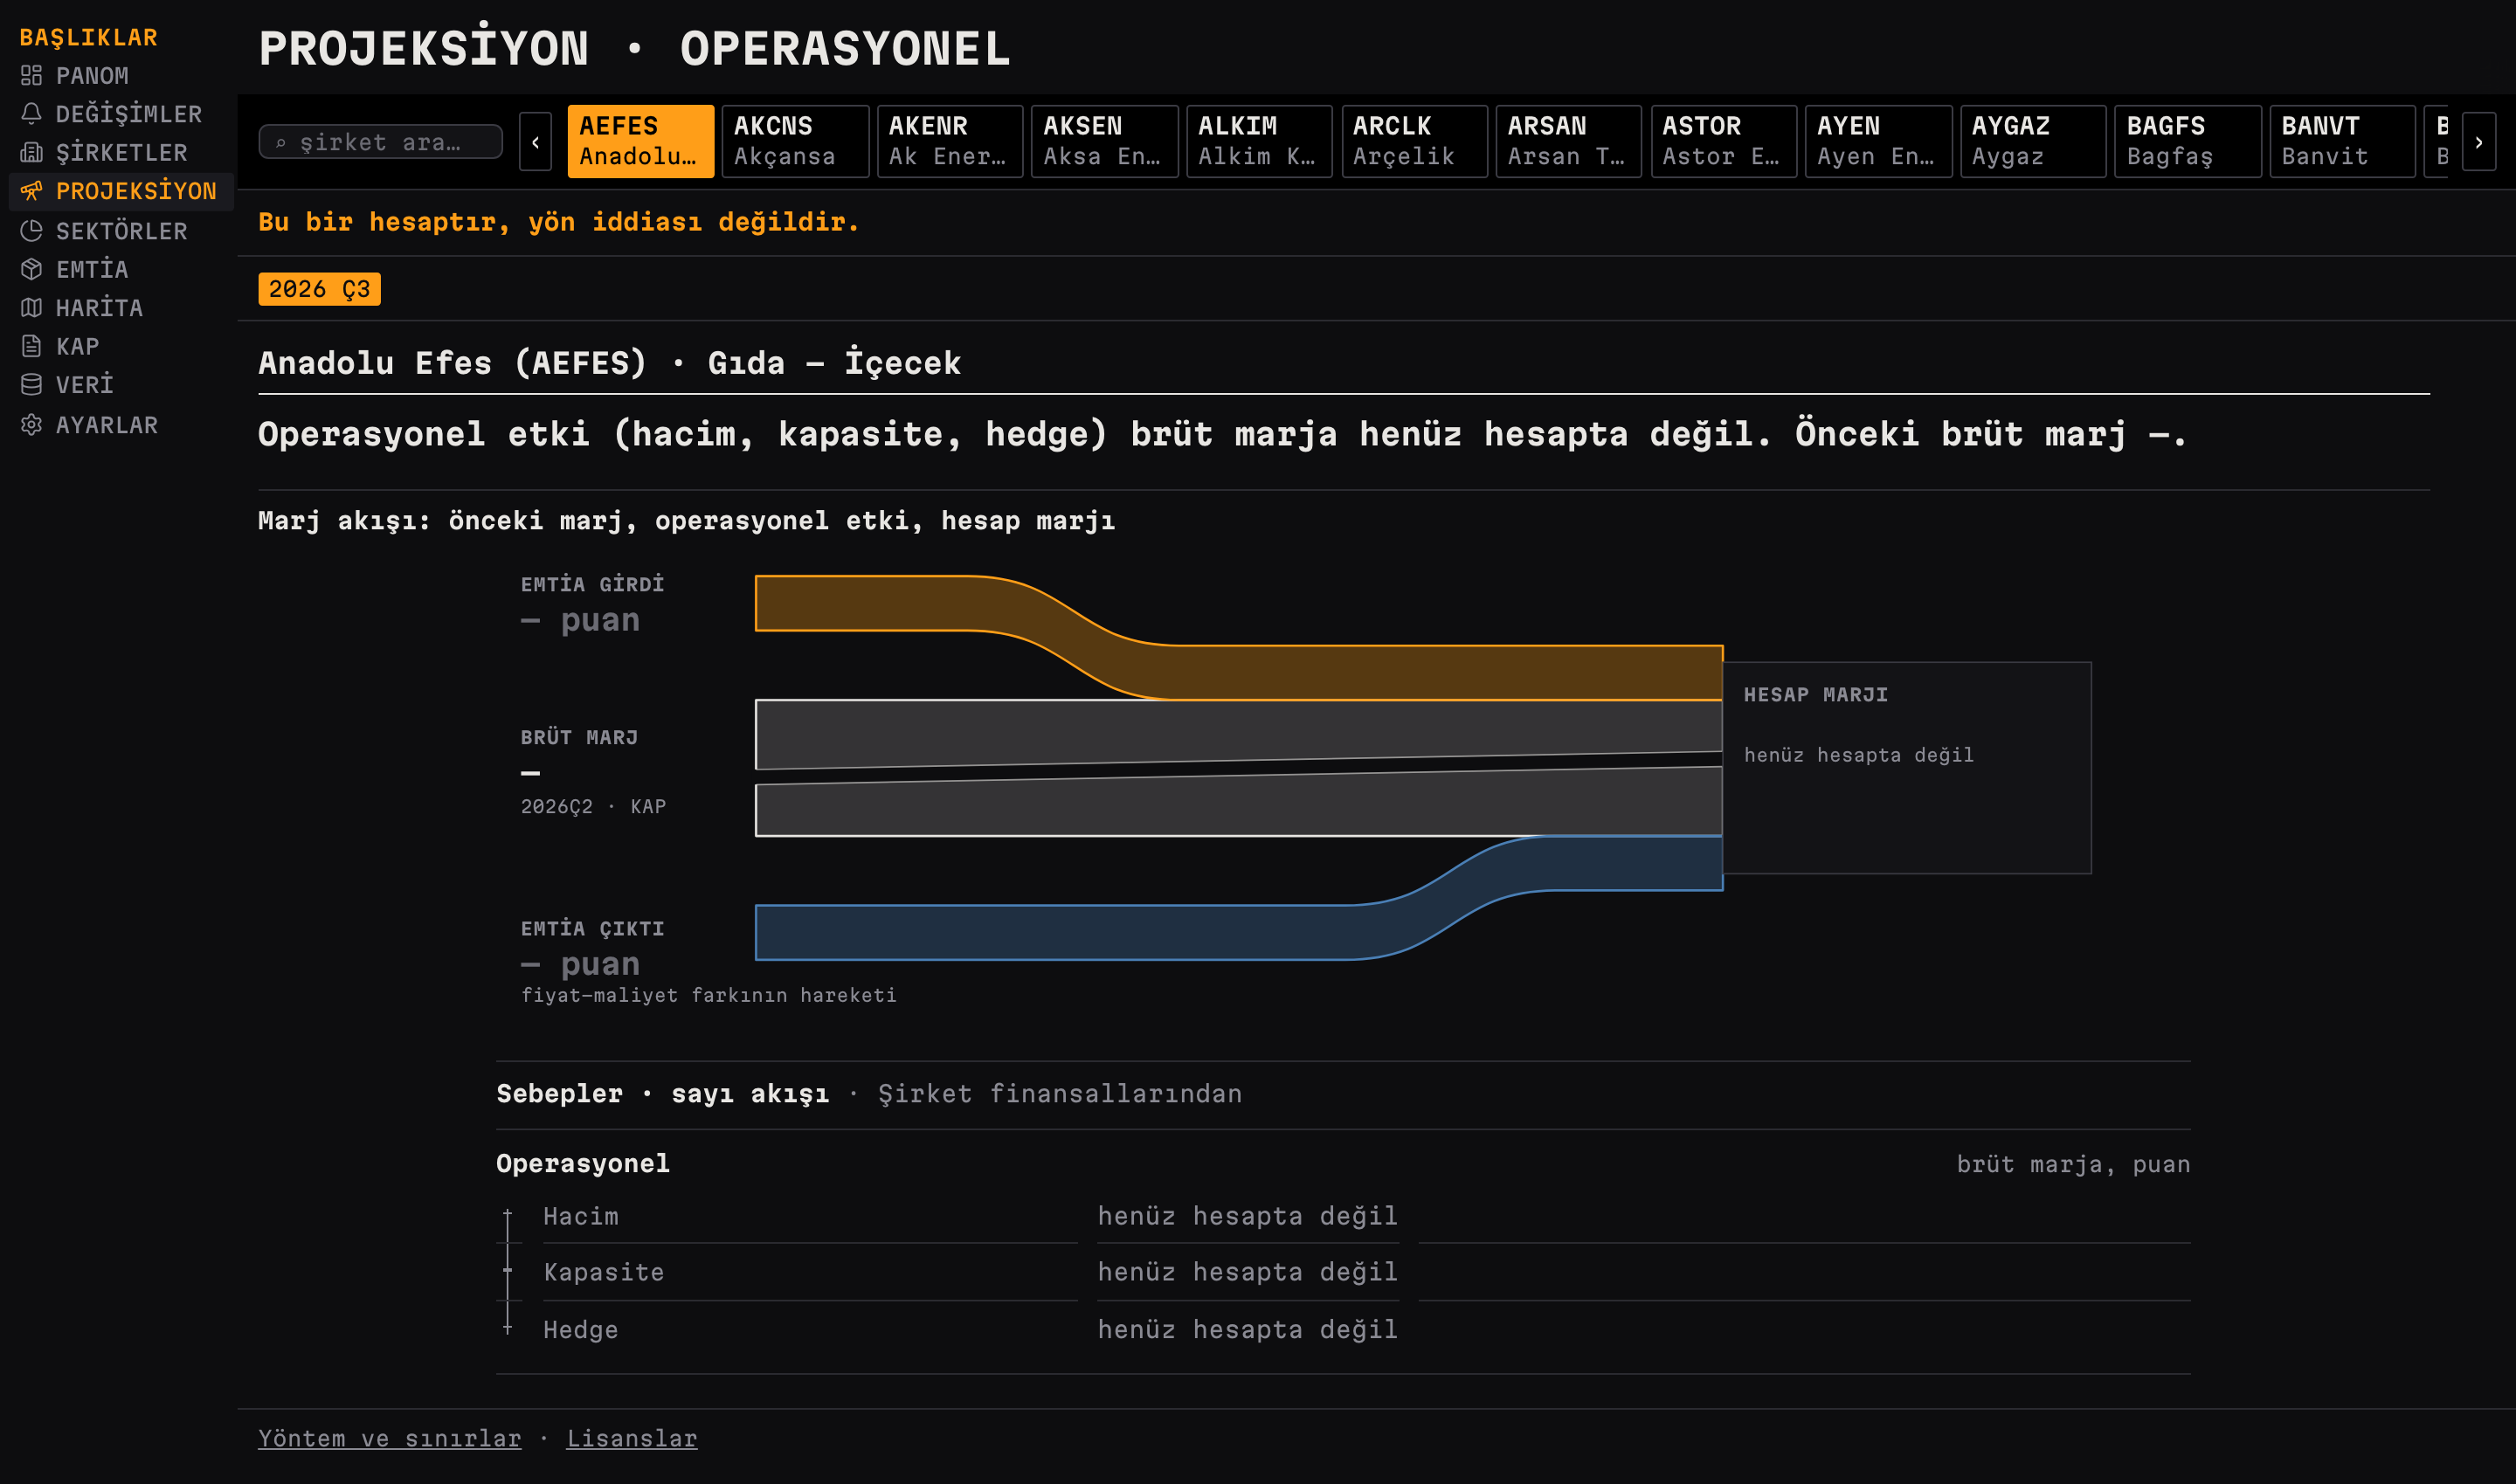 BAŞLIKLAR
PANOM
DEĞİŞİMLER
ŞİRKETLER
PROJEKSİYON
SEKTÖRLER
EMTİA
HARİTA
KAP
VERİ
AYARLAR
PROJEKSİYON · OPERASYONEL
şirket ara…
‹
AEFES
Anadolu…
AKCNS
Akçansa
AKENR
Ak Ener…
AKSEN
Aksa En…
ALKIM
Alkim K…
ARCLK
Arçelik
ARSAN
Arsan T…
ASTOR
Astor E…
AYEN
Ayen En…
AYGAZ
Aygaz
BAGFS
Bagfaş
BANVT
Banvit
›
Bu bir hesaptır, yön iddiası değildir.
2026 Ç3
Anadolu Efes (AEFES) · Gıda — İçecek
Operasyonel etki (hacim, kapasite, hedge) brüt marja henüz hesapta değil. Önceki brüt marj —.
Marj akışı: önceki marj, operasyonel etki, hesap marjı
EMTİA GİRDİ
— puan
BRÜT MARJ
—
2026Ç2 · KAP
HESAP MARJI
henüz hesapta değil
EMTİA ÇIKTI
— puan
fiyat–maliyet farkının hareketi
Sebepler · sayı akışı · Şirket finansallarından
Operasyonel brüt marja, puan
Hacim henüz hesapta değil
Kapasite henüz hesapta değil
Hedge henüz hesapta değil
Yöntem ve sınırlar · Lisanslar